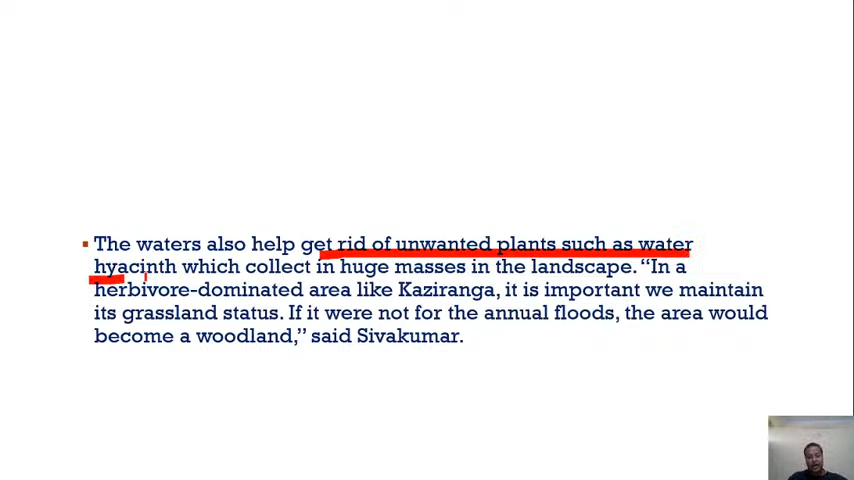 ▪ The waters also help get rid of unwanted plants such as water
hyacinth which collect in huge masses in the landscape. “In a
herbivore-dominated area like Kaziranga, it is important we maintain
its grassland status. If it were not for the annual floods, the area would
become a woodland,” said Sivakumar.